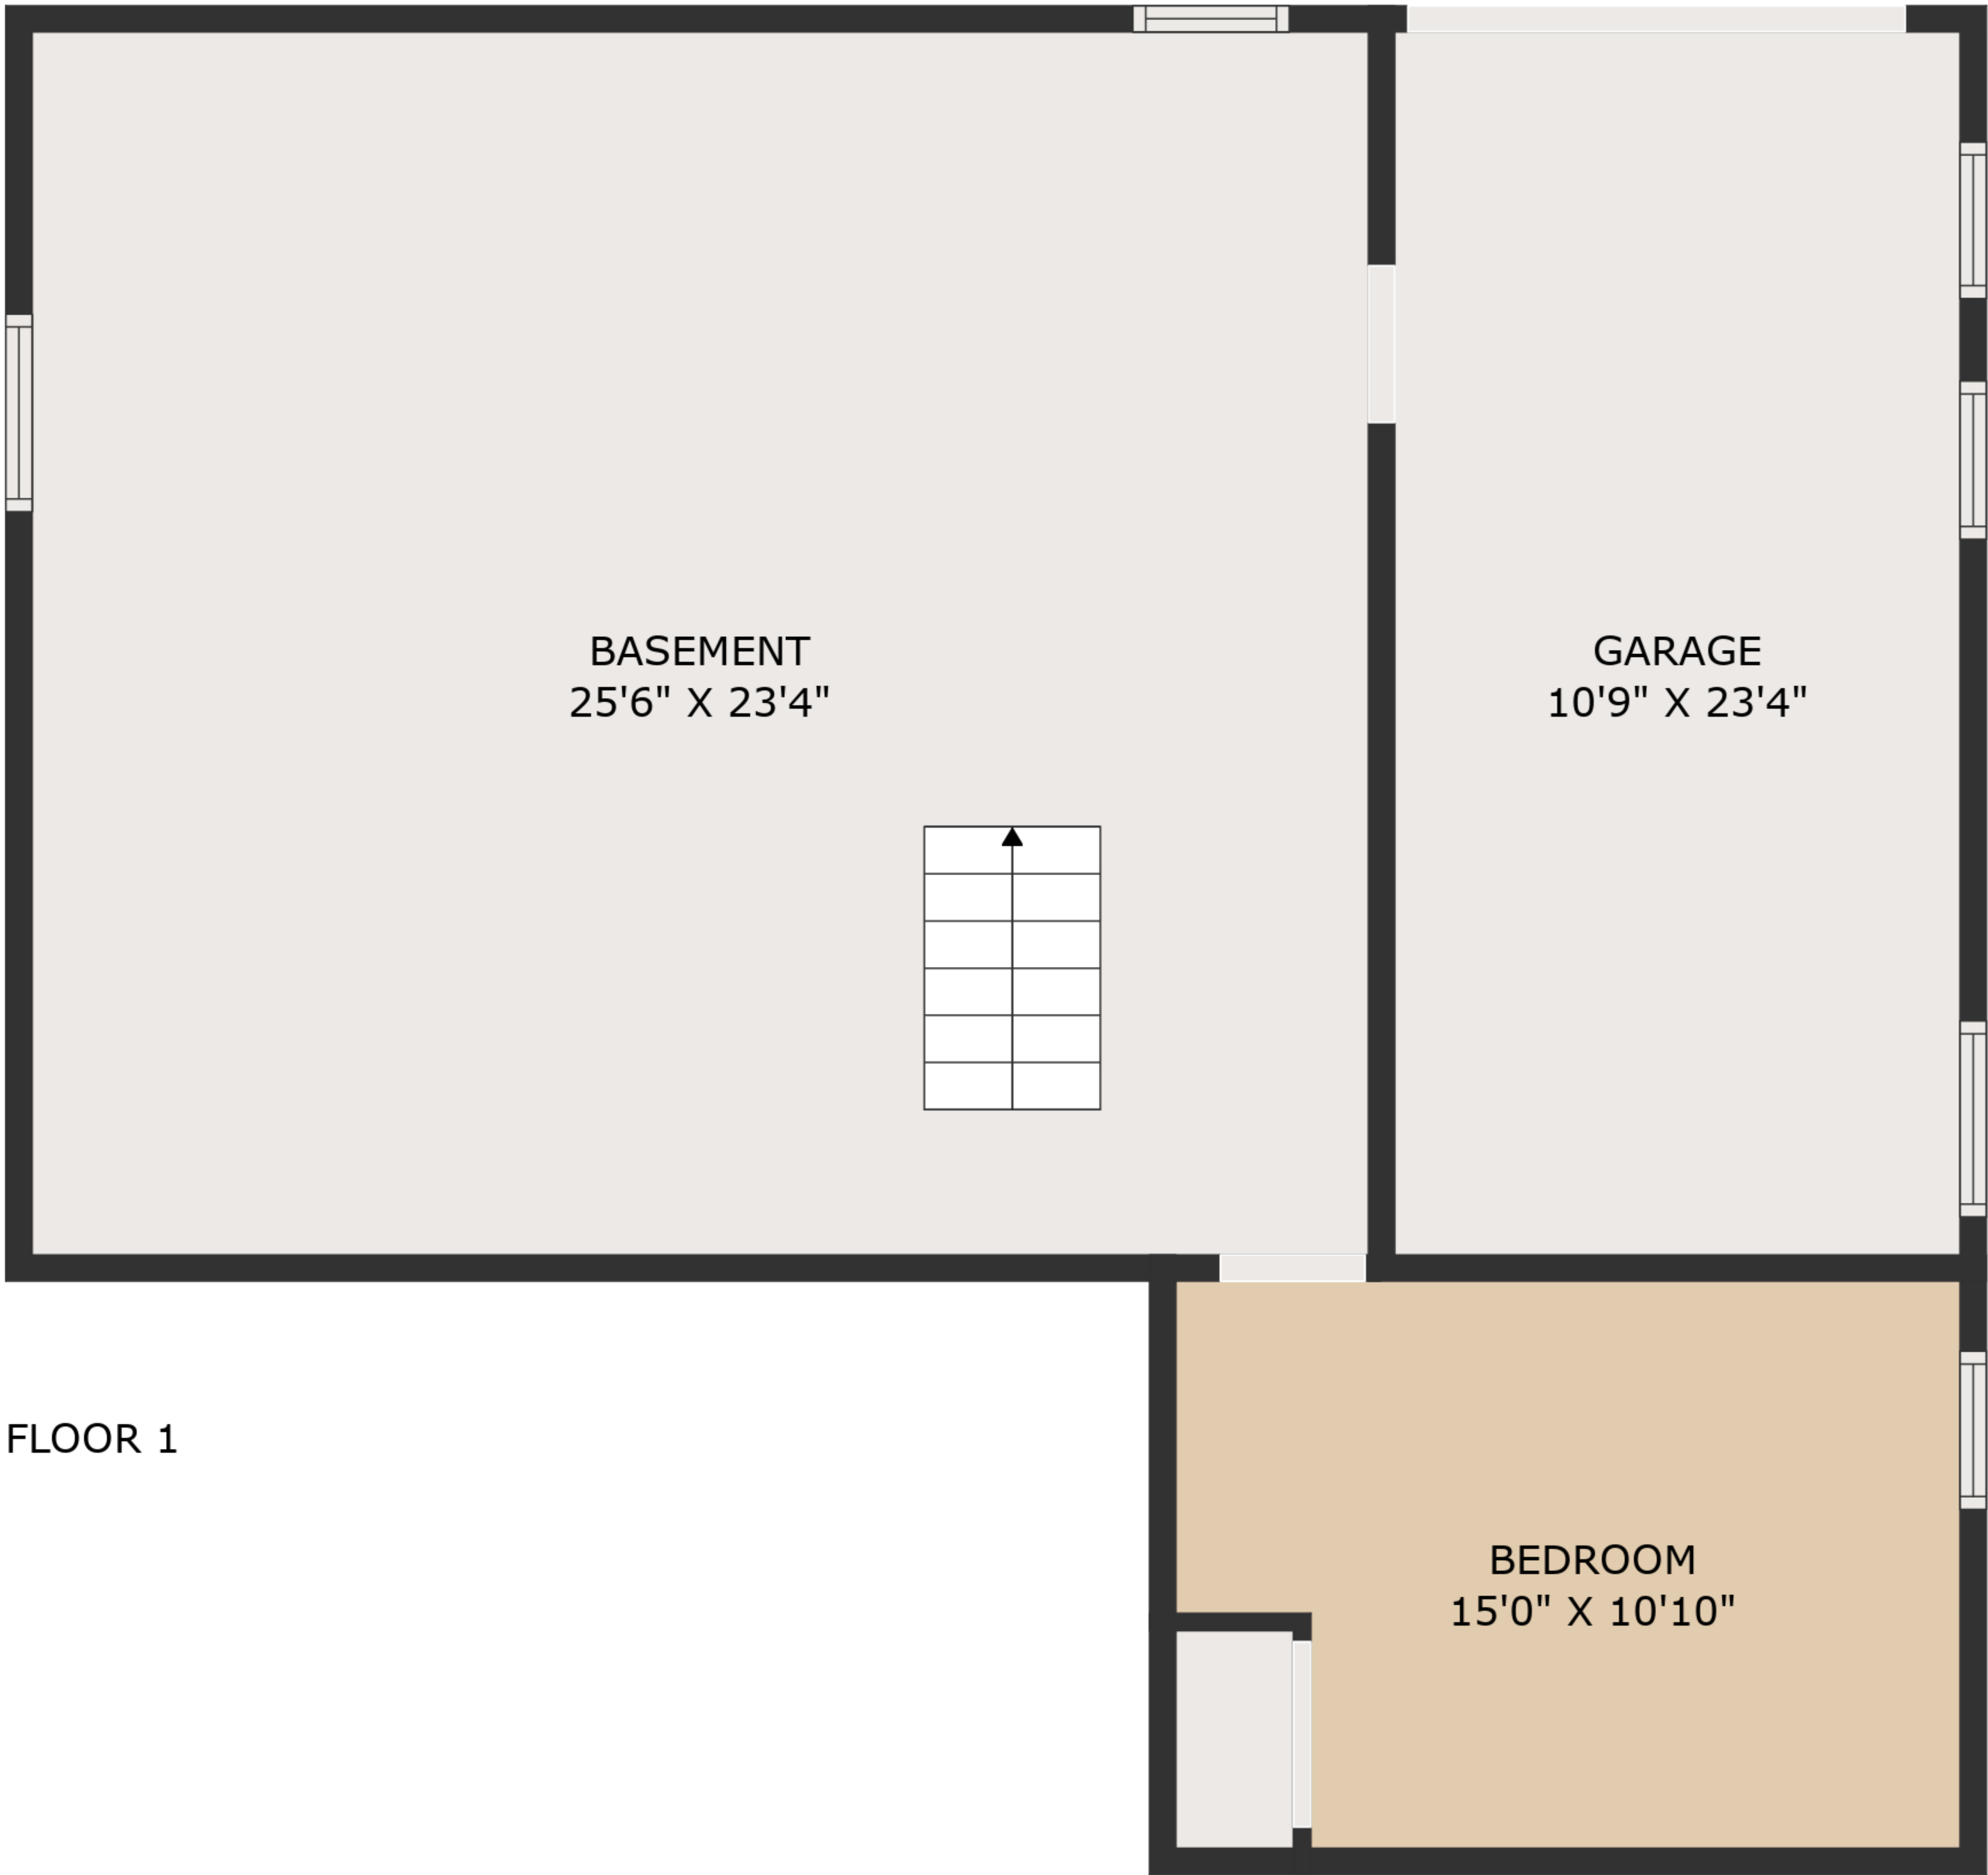 BASEMENT
25'6" X 23'4"
GARAGE
10'9" X 23'4"
FLOOR 1
BEDROOM
15'0" X 10'10"